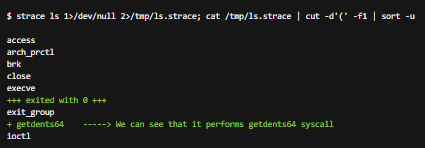 $ strace ls 1>/dev/null 2>/tmp/ls.strace; cat /tmp/ls.strace | cut -d'(' -f1 | sort -u
access
arch_prctl
brk
close
execve
+++ exited with 0 +++
exit_group
+ getdents64    -----> We can see that it performs getdents64 syscall
ioctl